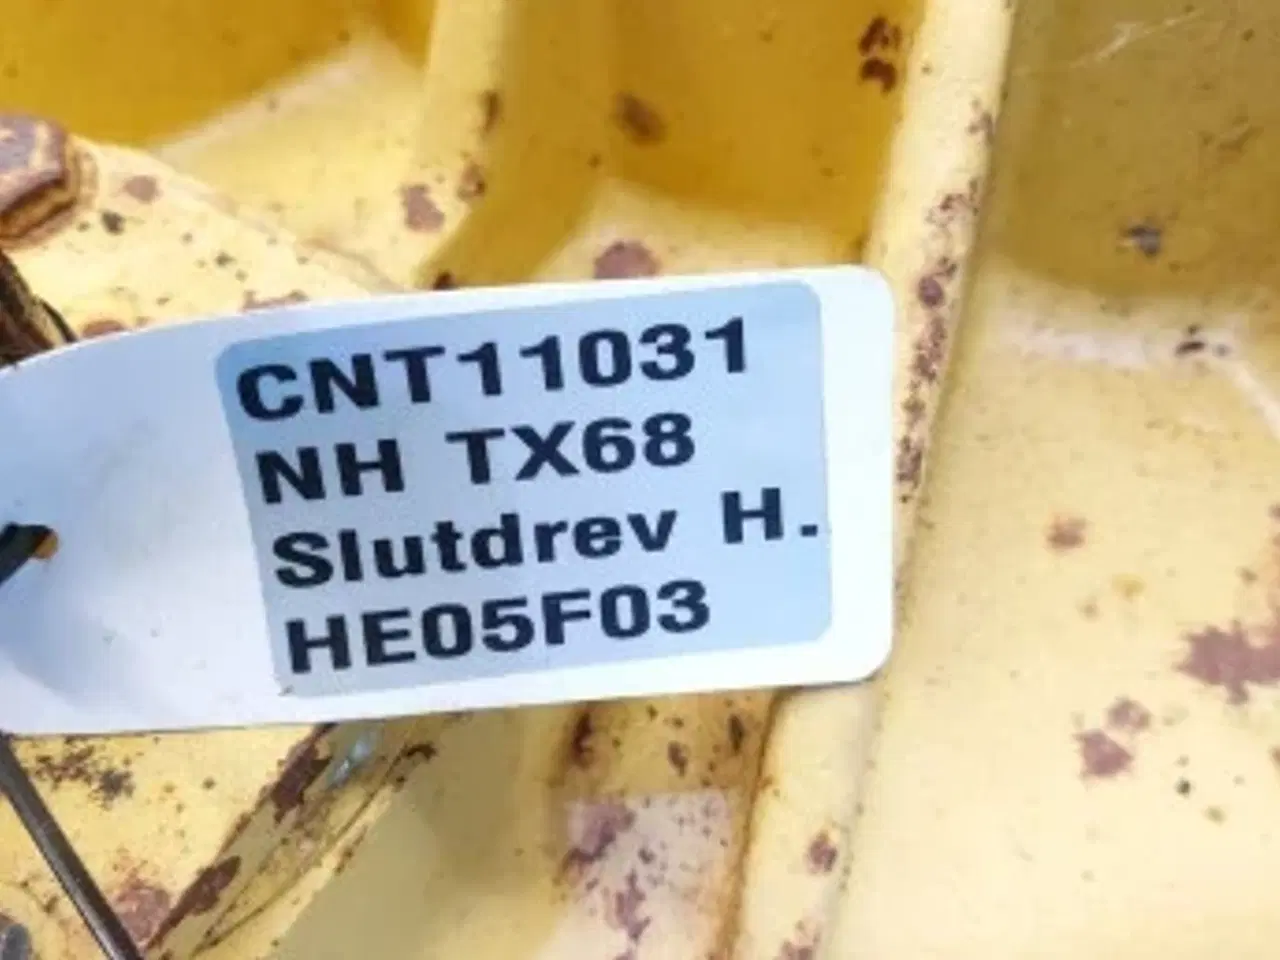 CNT11031
NH TX68
Slutdrev H.
HE05F03